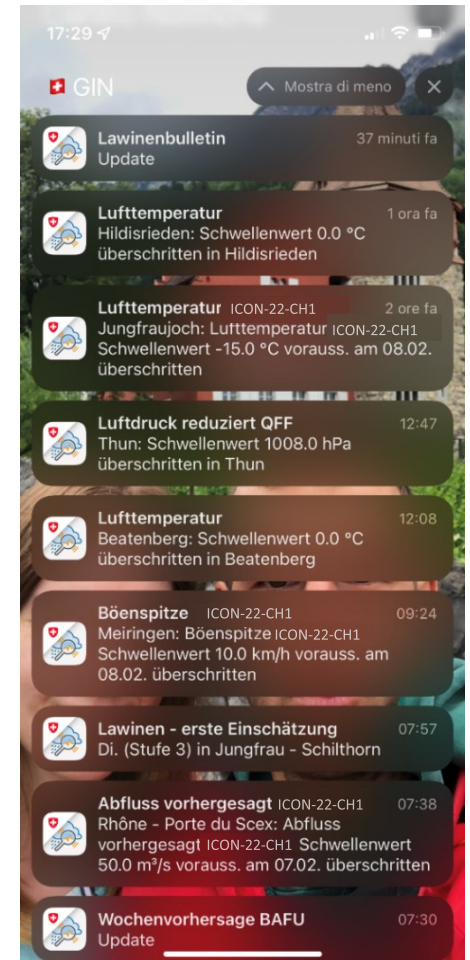 17:29
GIN
Mostra di meno
Lawinenbulletin 37 minuti fa
Update
Lufttemperatur 1 ora fa
Hildisrieden: Schwellenwert 0.0 °C
überschritten in Hildisrieden
Lufttemperatur ICON-22-CH1 2 ore fa
Jungfraujoch: Lufttemperatur ICON-22-CH1
Schwellenwert -15.0 °C vorauss. am 08.02.
überschritten
Luftdruck reduziert QFF 12:47
Thun: Schwellenwert 1008.0 hPa
überschritten in Thun
Lufttemperatur 12:08
Beatenberg: Schwellenwert 0.0 °C
überschritten in Beatenberg
Böenspitze ICON-22-CH1 09:24
Meiringen: Böenspitze ICON-22-CH1
Schwellenwert 10.0 km/h vorauss. am
08.02. überschritten
Lawinen - erste Einschätzung 07:57
Di. (Stufe 3) in Jungfrau - Schilthorn
Abfluss vorhergesagt ICON-22-CH1 07:38
Rhône - Porte du Scex: Abfluss
vorhergesagt ICON-22-CH1 Schwellenwert
50.0 m³/s vorauss. am 07.02. überschritten
Wochenvorhersage BAFU 07:30
Update